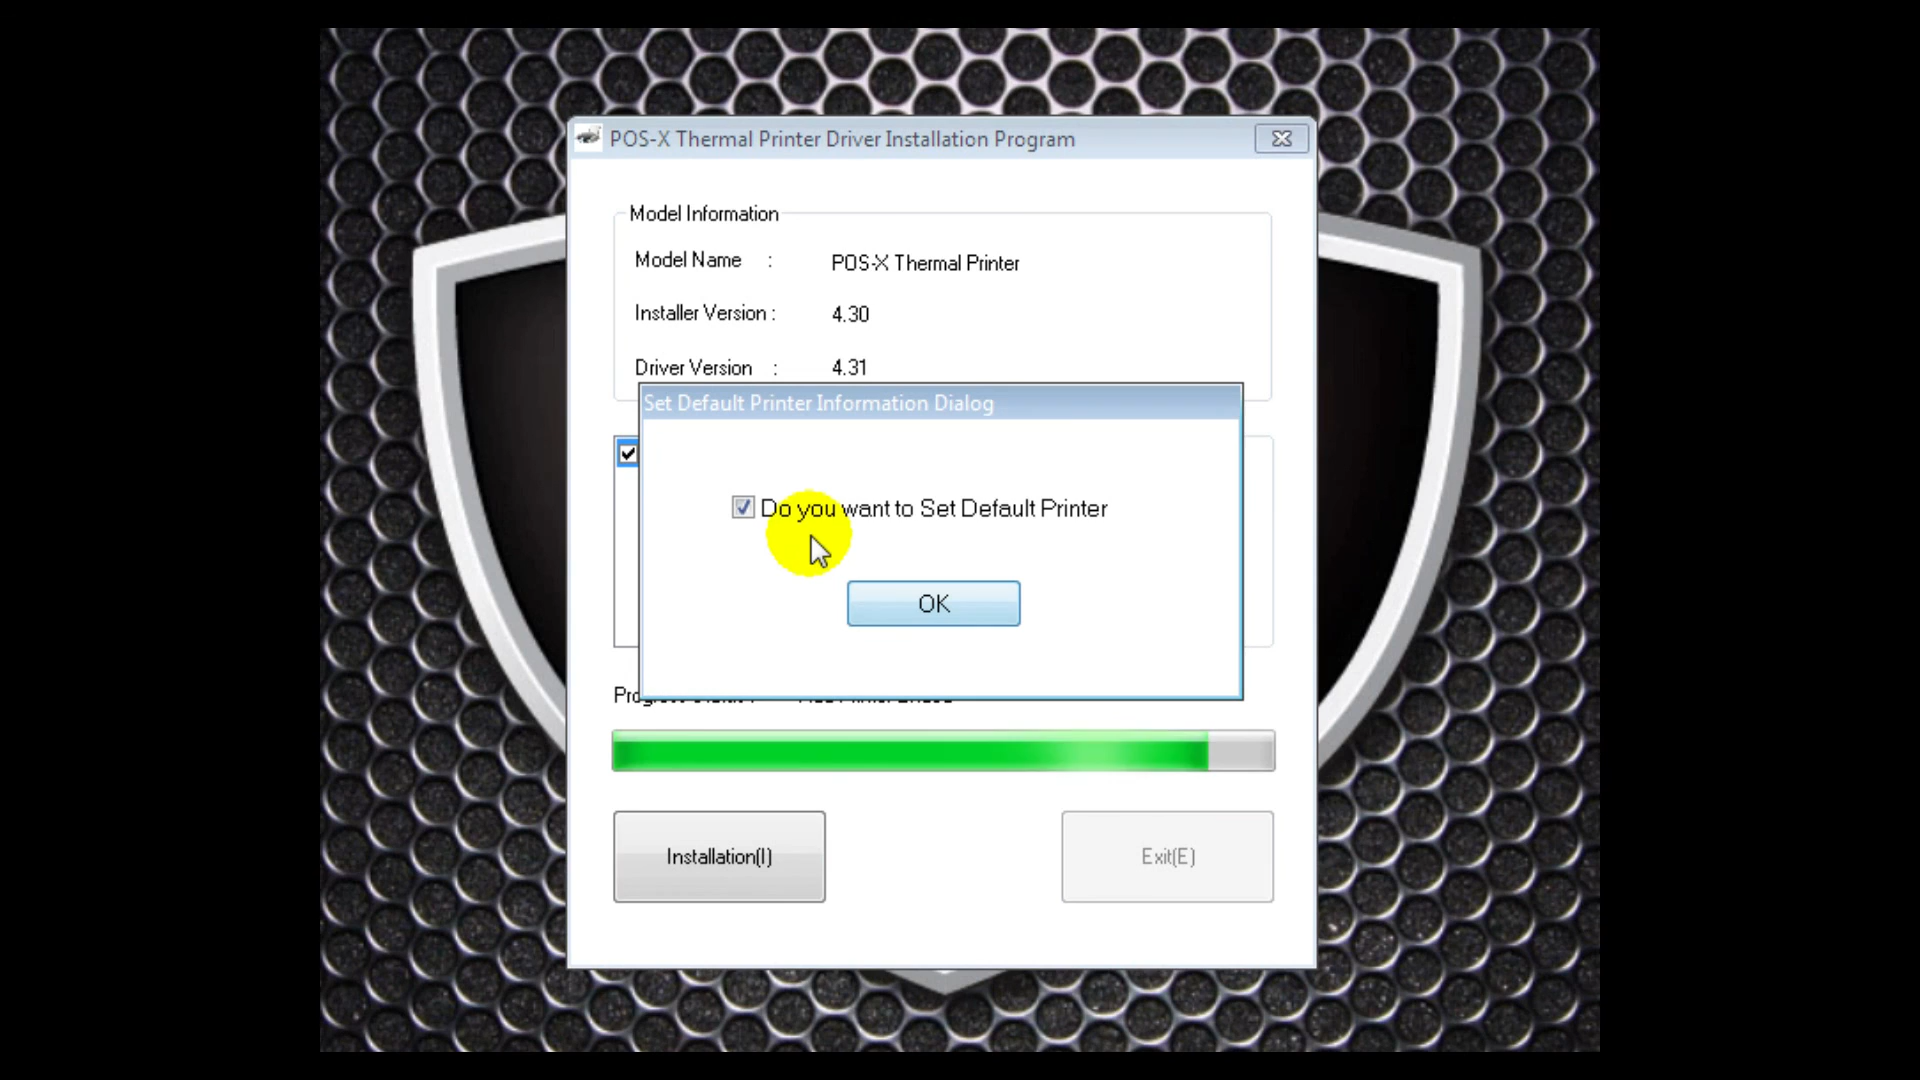 POS-X Thermal Printer Driver Installation Program
Model Information
Model Name : POS-X Thermal Printer
Installer Version : 4.30
Driver Version : 4.31
Set Default Printer Information Dialog
Do you want to Set Default Printer
OK
Installation(I)
Exit(E)